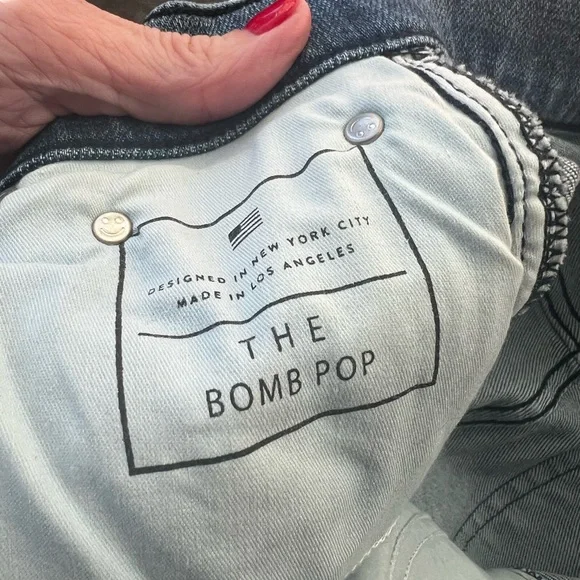 DESIGNED IN NEW YORK CITY
MADE IN LOS ANGELES
THE
BOMB POP